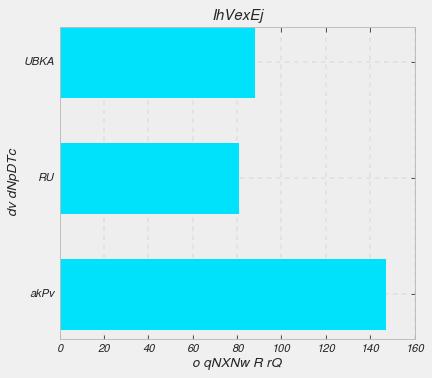 IhVexEj
UBKA
RU
akPv
dv dNpDTc
0 20 40 60 80 100 120 140 160
o qNXNw R rQ